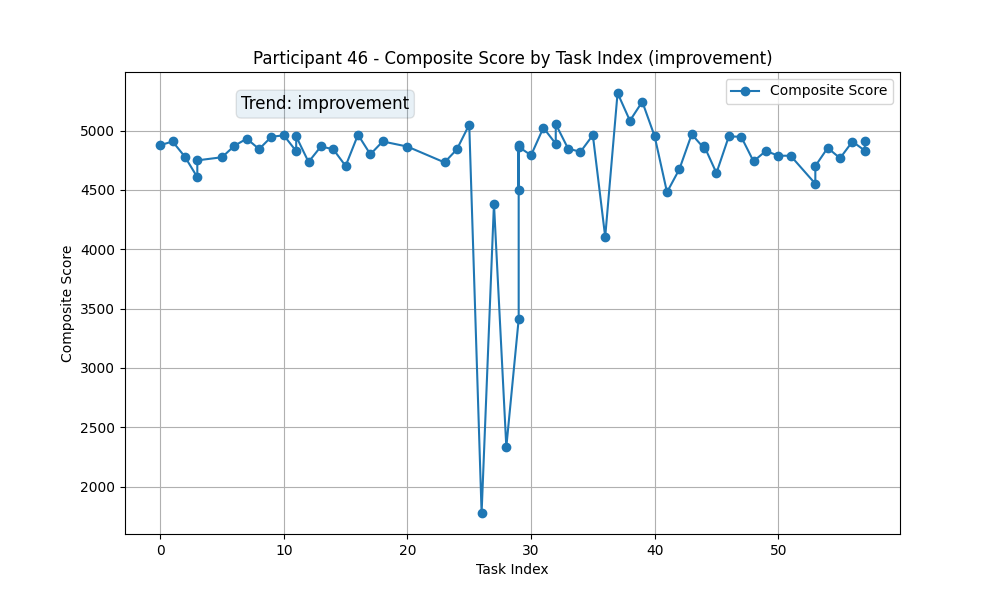 Participant 46 - Composite Score by Task Index (improvement)
Trend: improvement
Composite Score
5000
4500
4000
3500
3000
2500
2000
Composite Score
0 10 20 30 40 50
Task Index